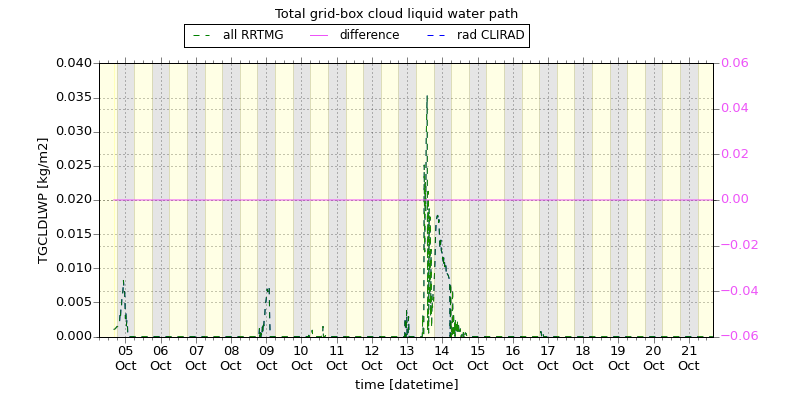 Total grid-box cloud liquid water path
all RRTMG difference rad CLIRAD
0.040 0.06
0.035 0.04
0.030 0.02
0.025 0.00
0.020 −0.02
0.015 −0.04
0.010 −0.06
0.005
0.000
TGCLDLWP [kg/m2]
05 06 07 08 09 10 11 12 13 14 15 16 17 18 19 20 21
Oct Oct Oct Oct Oct Oct Oct Oct Oct Oct Oct Oct Oct Oct Oct Oct Oct
time [datetime]